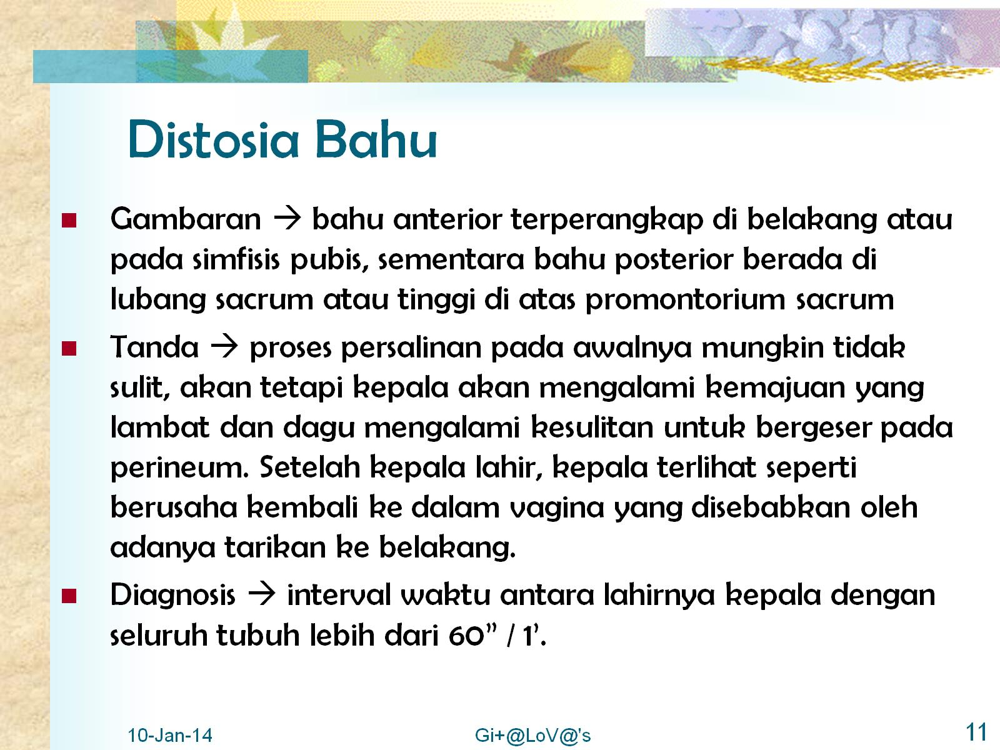 Distosia Bahu
Gambaran → bahu anterior terperangkap di belakang atau
pada simfisis pubis, sementara bahu posterior berada di
lubang sacrum atau tinggi di atas promontorium sacrum
Tanda → proses persalinan pada awalnya mungkin tidak
sulit, akan tetapi kepala akan mengalami kemajuan yang
lambat dan dagu mengalami kesulitan untuk bergeser pada
perineum. Setelah kepala lahir, kepala terlihat seperti
berusaha kembali ke dalam vagina yang disebabkan oleh
adanya tarikan ke belakang.
Diagnosis → interval waktu antara lahirnya kepala dengan
seluruh tubuh lebih dari 60” / 1’.
10-Jan-14
Gi+@LoV@'s
11